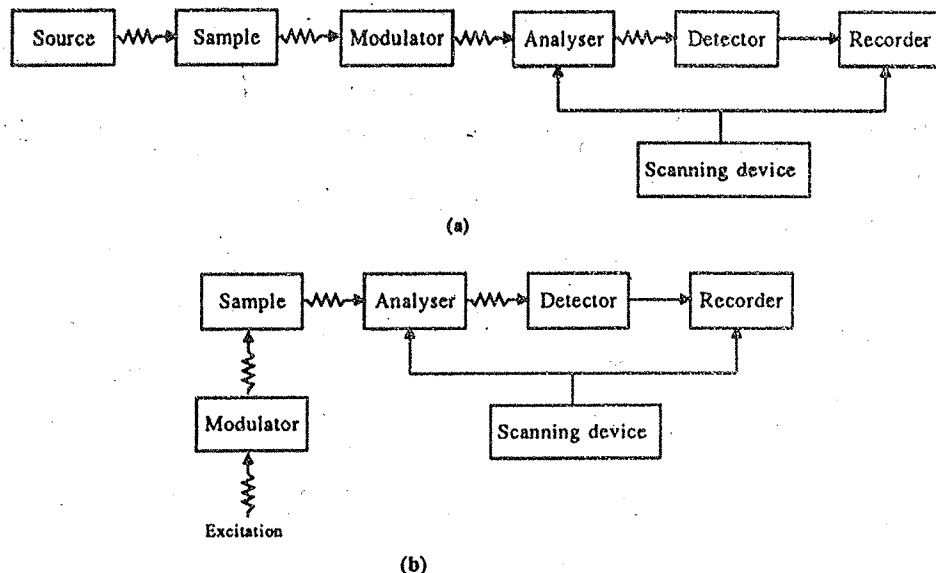 Source Sample Modulator Analyser Detector Recorder
Scanning device
(a)
Sample Analyser Detector Recorder
Modulator
Scanning device
Excitation
(b)